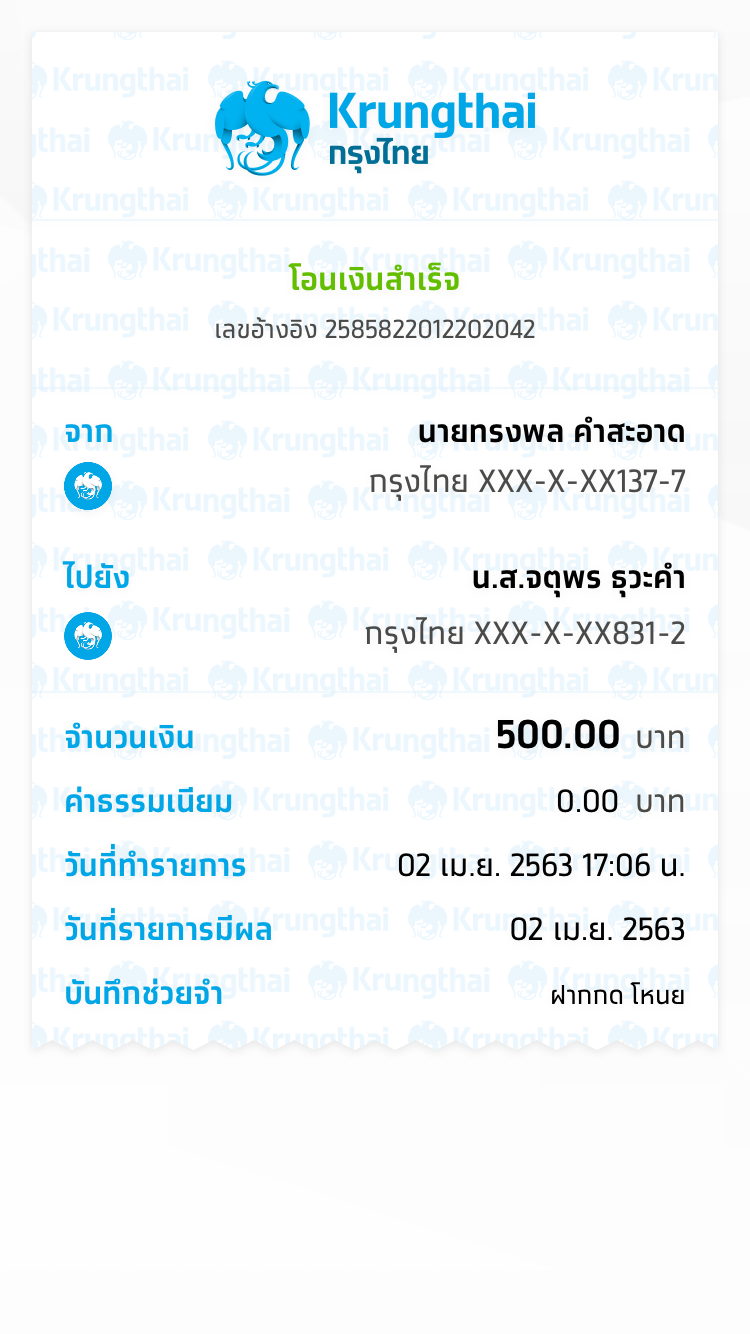 Krungthai
กรุงไทย
โอนเงินสำเร็จ
เลขอ้างอิง 2585822012202042
จาก นายทรงพล คำสะอาด
กรุงไทย XXX-X-XX137-7
ไปยัง น.ส.จตุพร ธุวะคำ
กรุงไทย XXX-X-XX831-2
จำนวนเงิน 500.00 บาท
ค่าธรรมเนียม 0.00 บาท
วันที่ทำรายการ 02 เม.ย. 2563 17:06 น.
วันที่รายการมีผล 02 เม.ย. 2563
บันทึกช่วยจำ ฝากกด โหนย